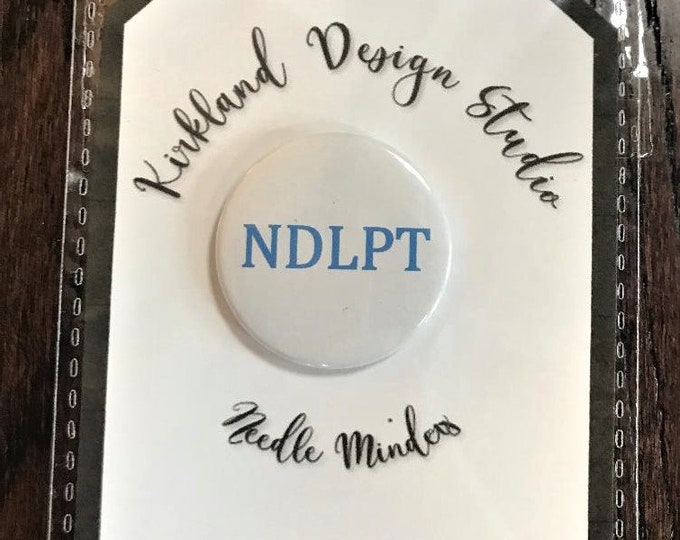 Kirkland Design Studio
NDLPT
Needle Minders